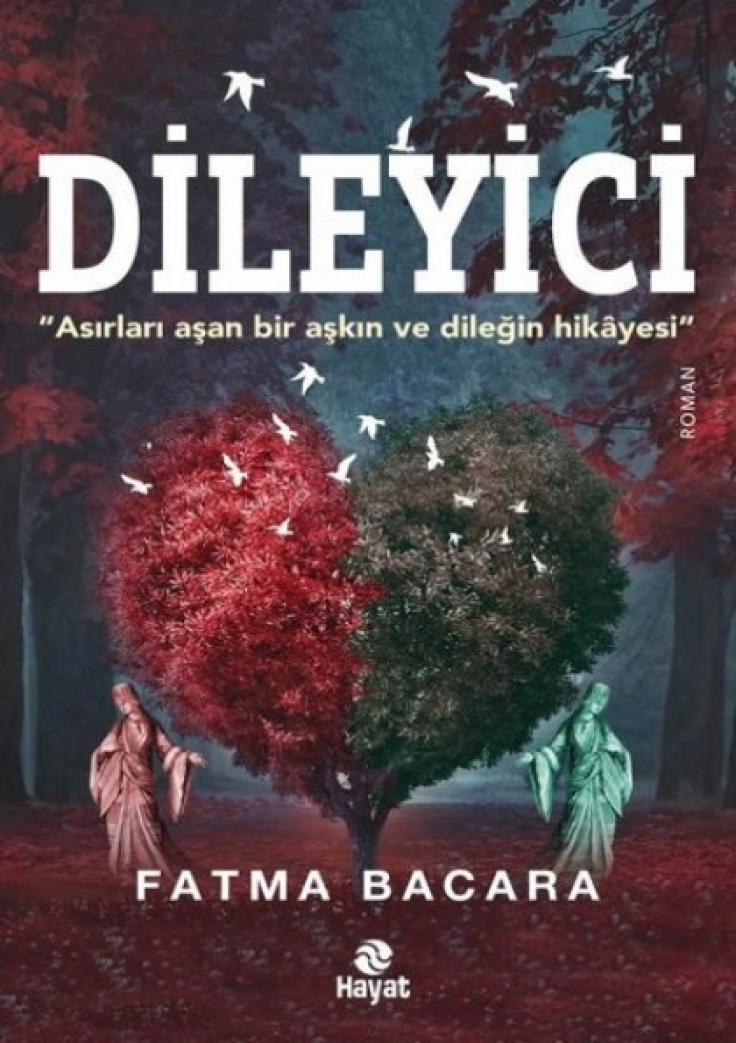 DİLEYİCİ
"Asırları aşan bir aşkın ve dileğin hikâyesi"
ROMAN
FATMA BACARA
Hayat